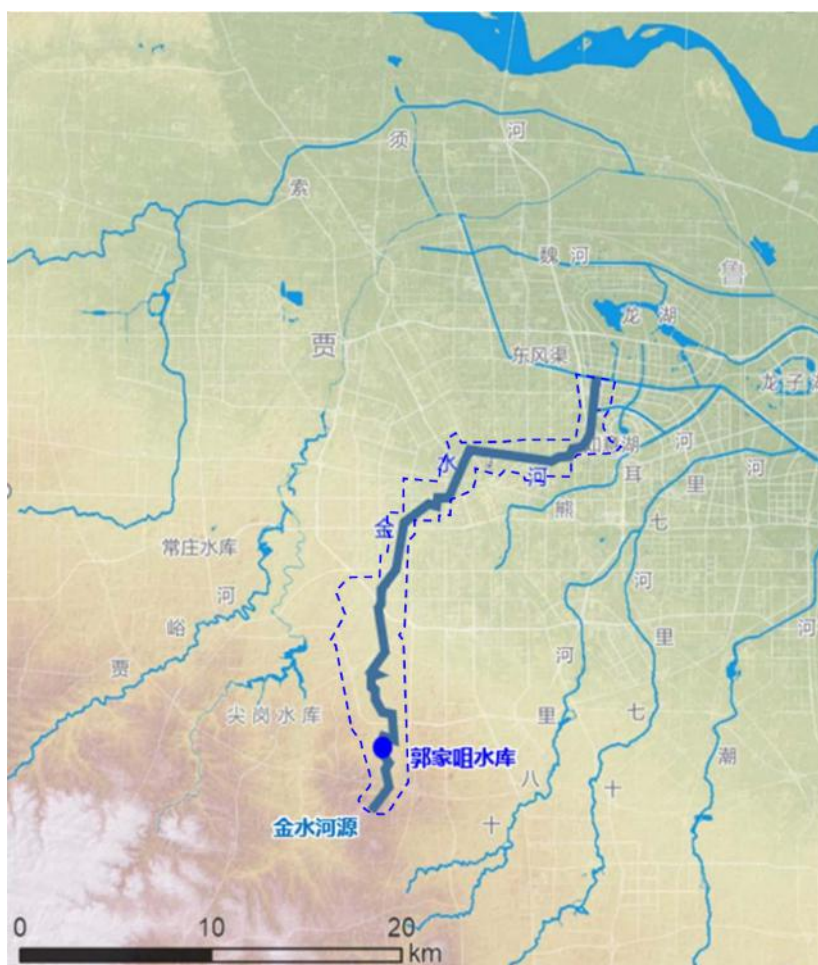 须
河
索
魏河
鲁
龙湖
贾
东风渠
龙子湖
水
河
湖
河
耳
里
河
熊
七
金
常庄水库
河
峪
贾
河
里
河
尖岗水库
河
里
七
郭家咀水库
八
十
潮
金水河源
十
0
10
20
km